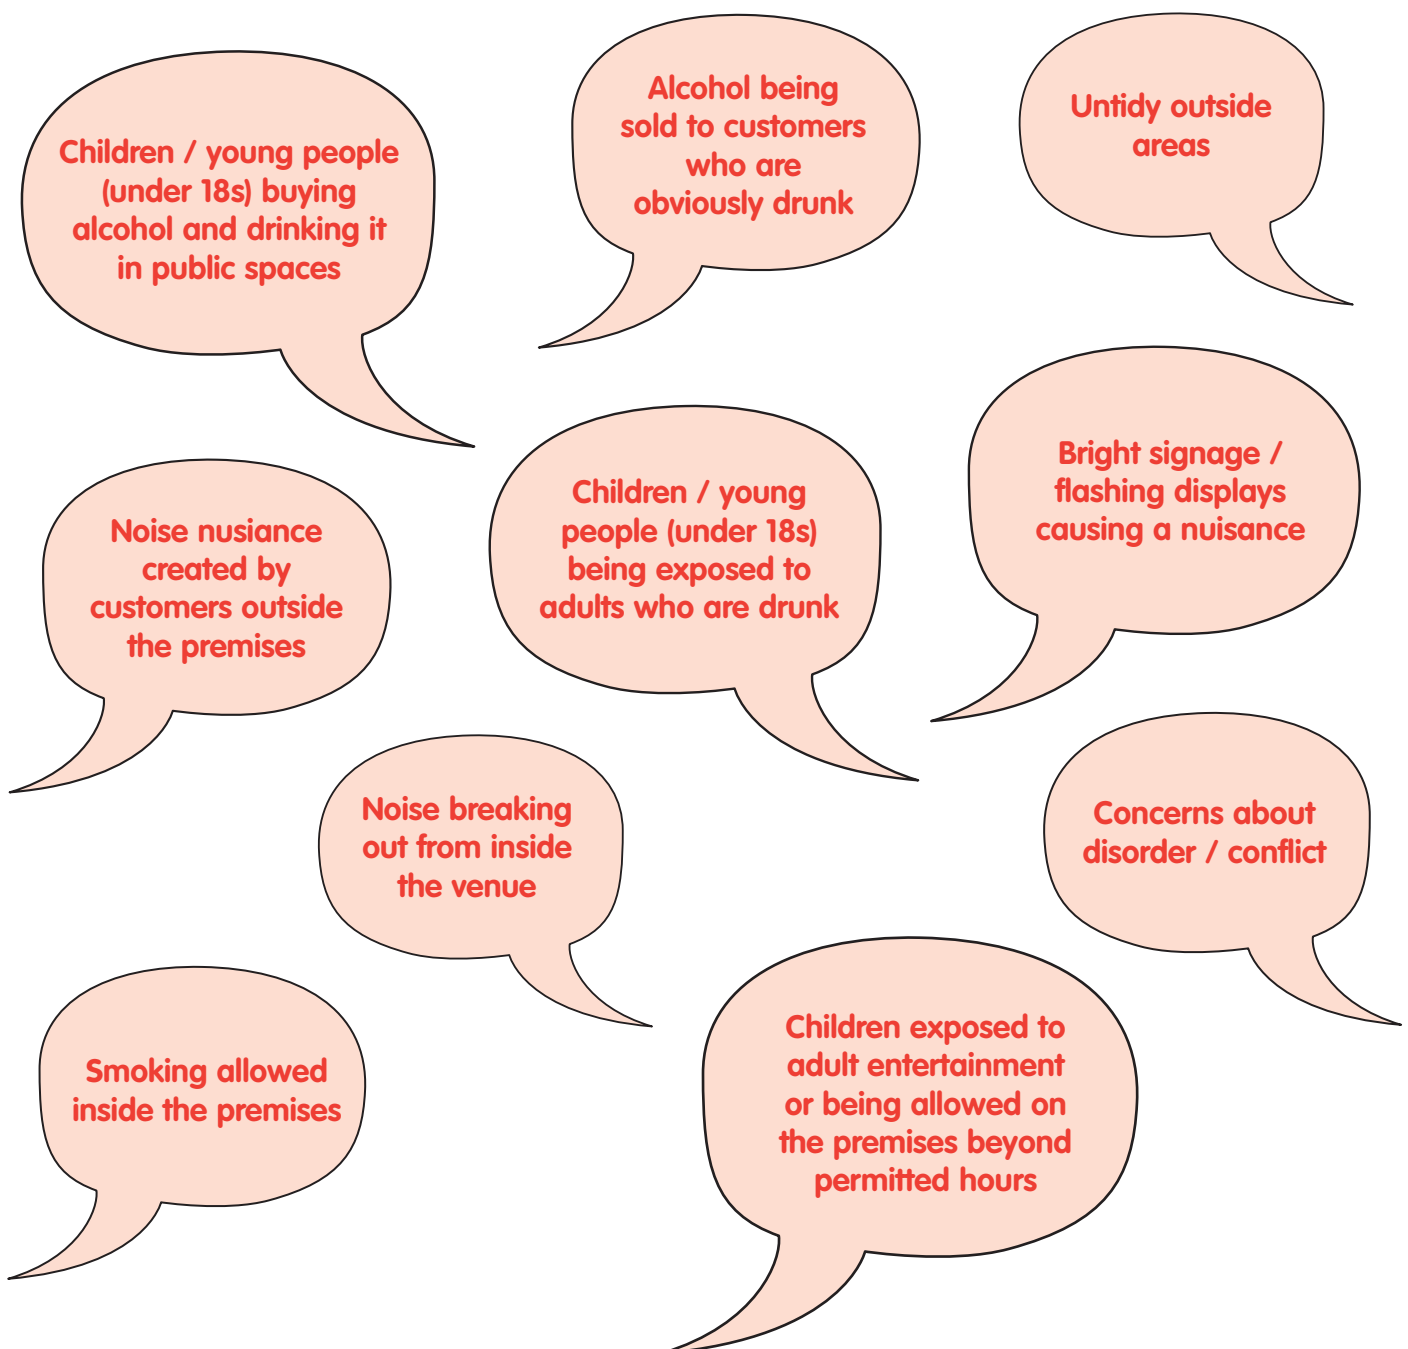 Children / young people
(under 18s) buying
alcohol and drinking it
in public spaces
Alcohol being
sold to customers
who are
obviously drunk
Untidy outside
areas
Noise nusiance
created by
customers outside
the premises
Children / young
people (under 18s)
being exposed to
adults who are drunk
Bright signage /
flashing displays
causing a nuisance
Noise breaking
out from inside
the venue
Concerns about
disorder / conflict
Smoking allowed
inside the premises
Children exposed to
adult entertainment
or being allowed on
the premises beyond
permitted hours